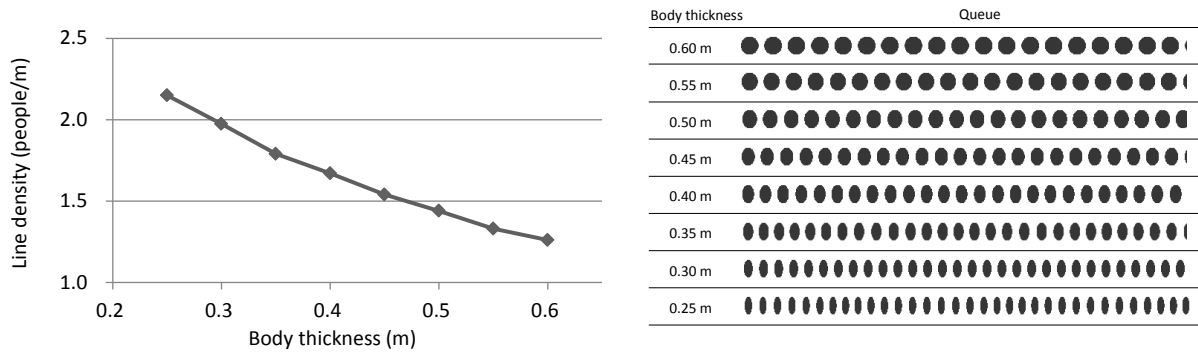 2.5
2.0
1.5
1.0
Line density (people/m)
0.2 0.3 0.4 0.5 0.6
Body thickness (m)
Body thickness Queue
0.60 m
0.55 m
0.50 m
0.45 m
0.40 m
0.35 m
0.30 m
0.25 m